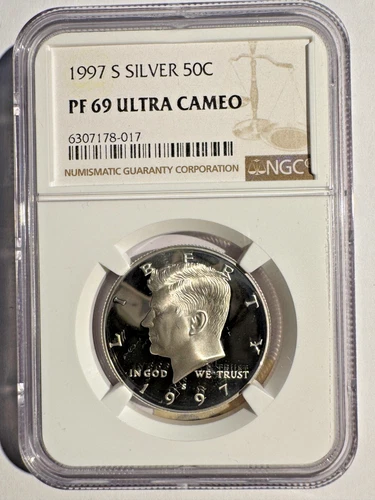 1997 S SILVER 50C
PF 69 ULTRA CAMEO
6307178-017
NUMISMATIC GUARANTY CORPORATION
NGC
LIBERTY
IN GOD WE TRUST
S
1997